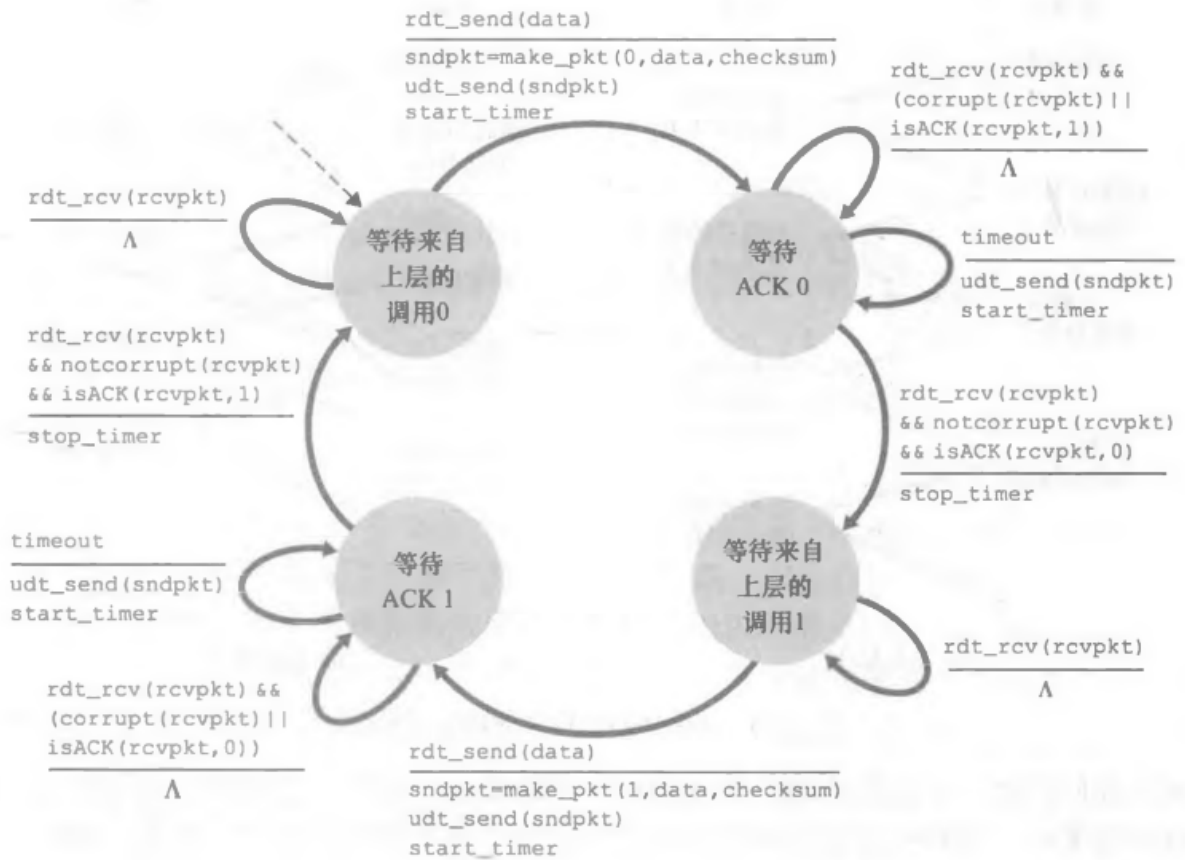 rdt_send(data)
sndpkt=make_pkt(0,data,checksum)
udt_send(sndpkt)
start_timer
rdt_rcv(rcvpkt) &&
(corrupt(rcvpkt)||
isACK(rcvpkt,1))
Λ
rdt_rcv(rcvpkt)
Λ
等待来自
上层的
调用0
等待
ACK 0
timeout
udt_send(sndpkt)
start_timer
rdt_rcv(rcvpkt)
&& notcorrupt(rcvpkt)
&& isACK(rcvpkt,1)
stop_timer
rdt_rcv(rcvpkt)
&& notcorrupt(rcvpkt)
&& isACK(rcvpkt,0)
stop_timer
timeout
udt_send(sndpkt)
start_timer
等待
ACK 1
等待来自
上层的
调用1
rdt_rcv(rcvpkt)
Λ
rdt_rcv(rcvpkt) &&
(corrupt(rcvpkt)||
isACK(rcvpkt,0))
Λ
rdt_send(data)
sndpkt=make_pkt(1,data,checksum)
udt_send(sndpkt)
start_timer